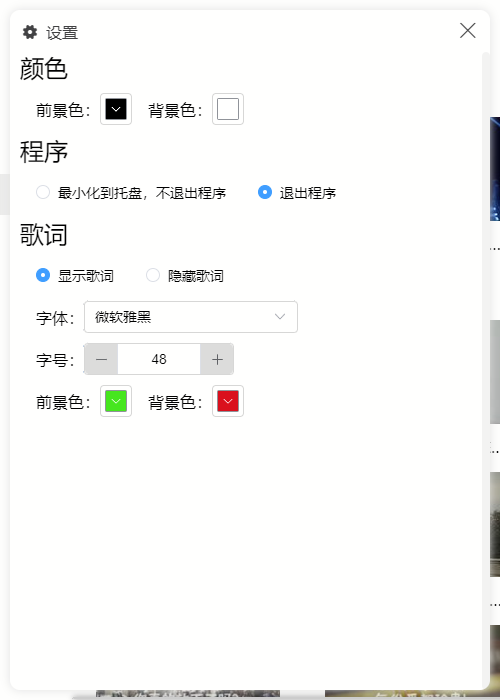 设置
颜色
前景色： 背景色：
程序
最小化到托盘，不退出程序 退出程序
歌词
显示歌词 隐藏歌词
字体： 微软雅黑
字号： 48
前景色： 背景色：